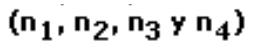 (n₁, n₂, n₃ y n₄)